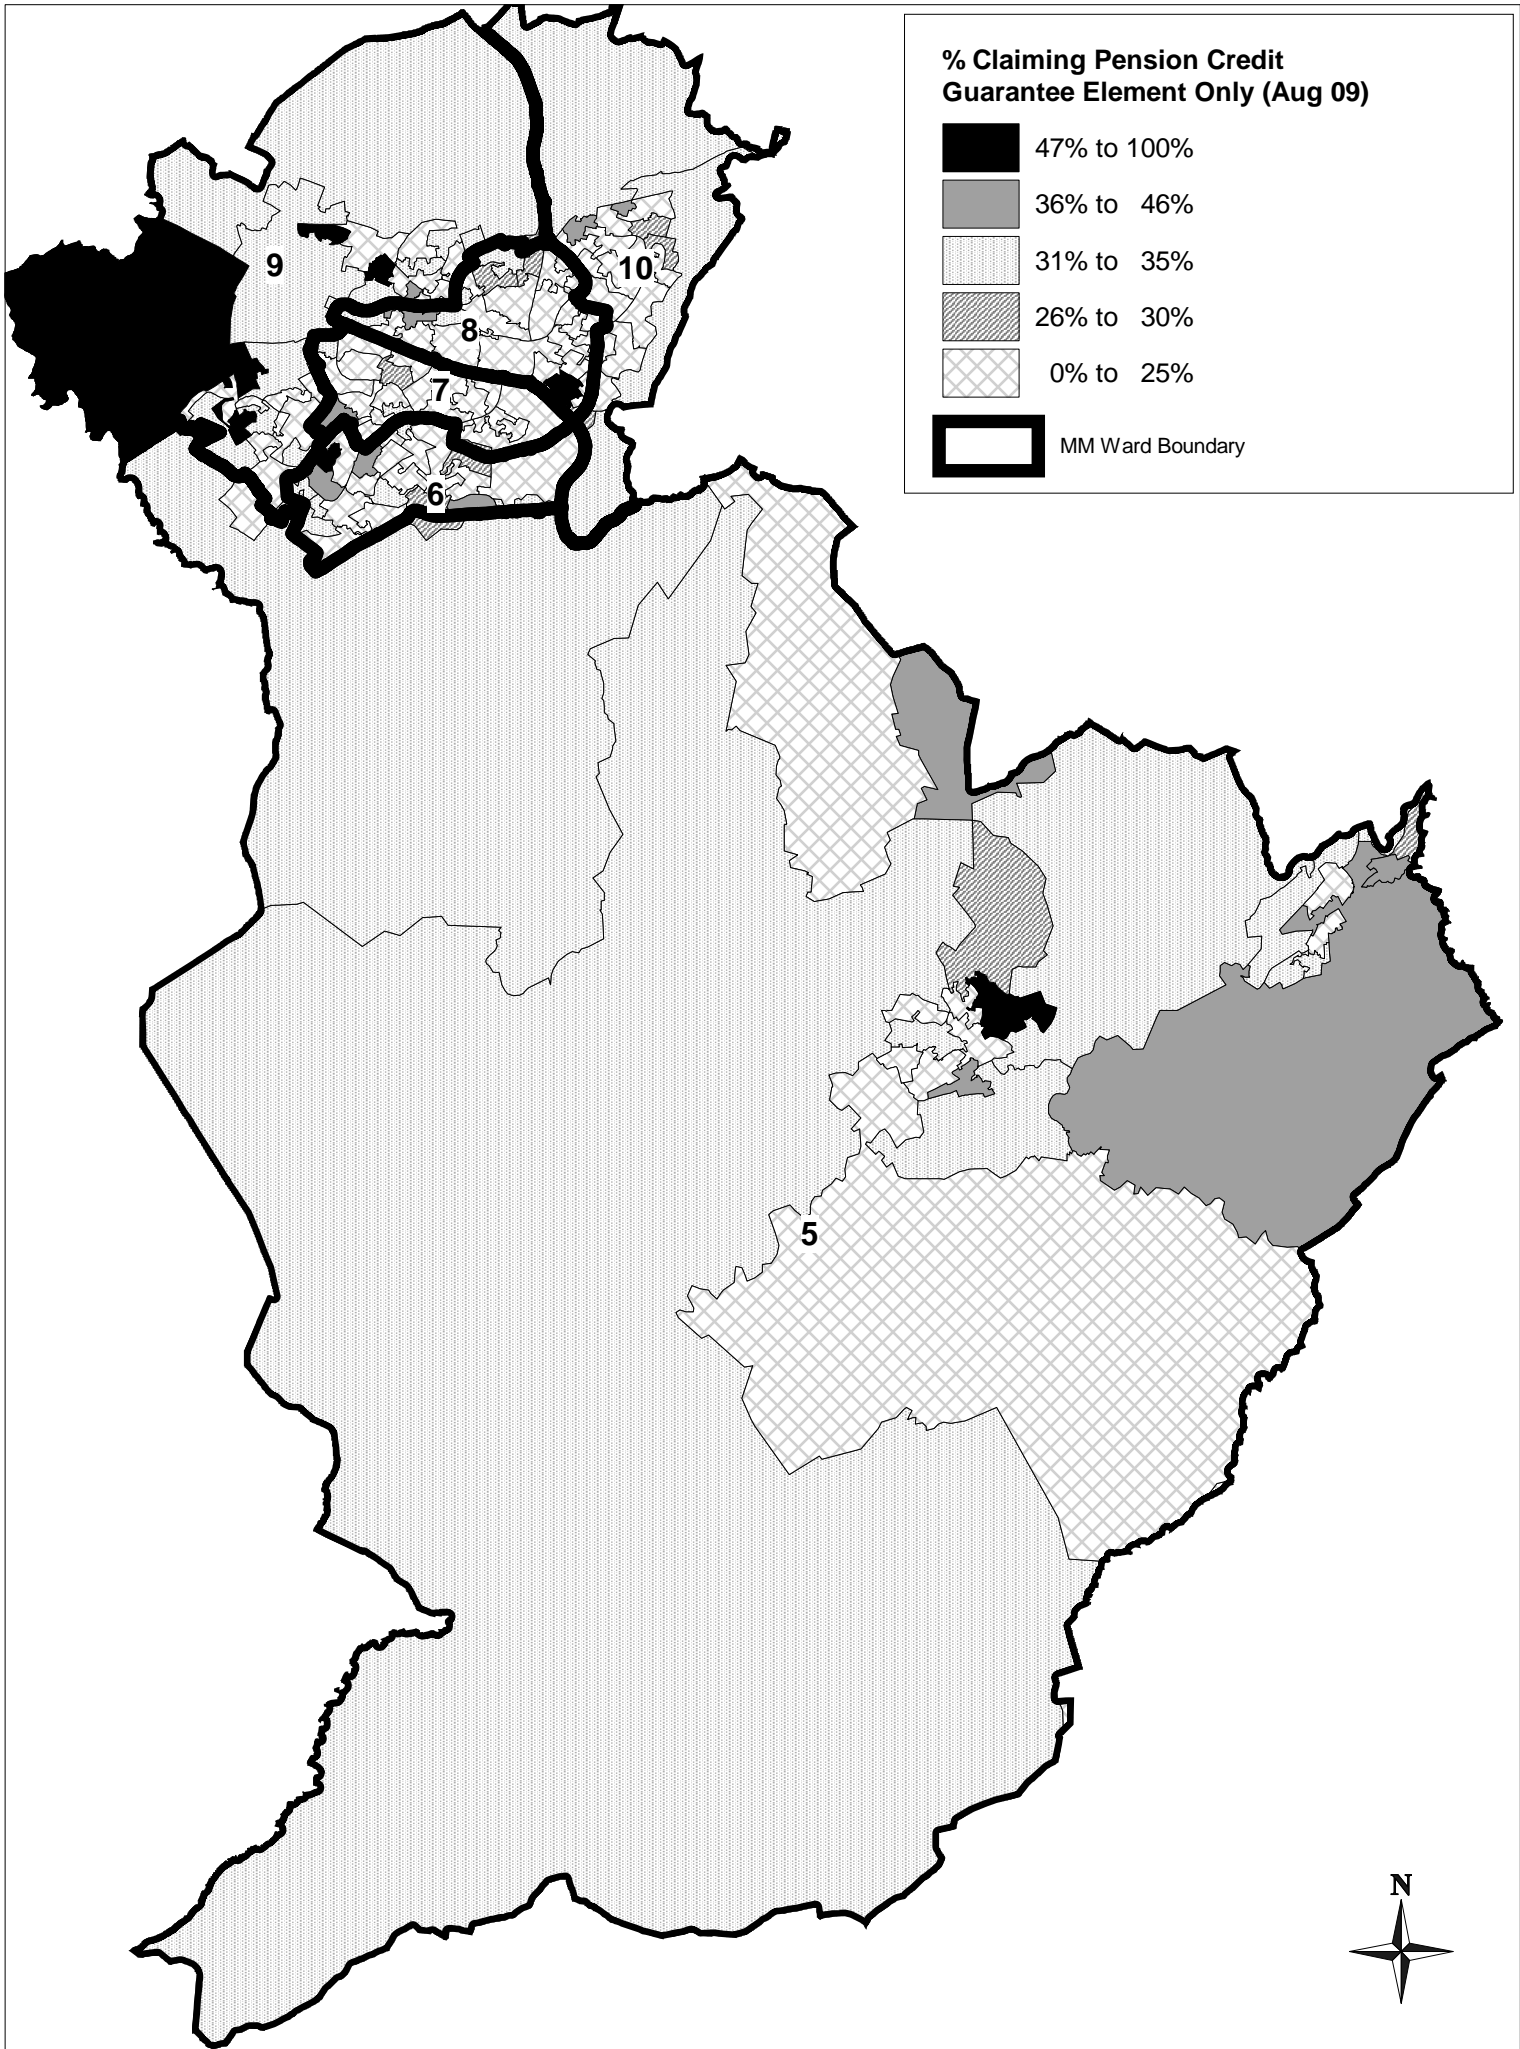 % Claiming Pension Credit
Guarantee Element Only (Aug 09)
47% to 100%
36% to 46%
31% to 35%
26% to 30%
0% to 25%
MM Ward Boundary
9
10
8
7
6
5
N